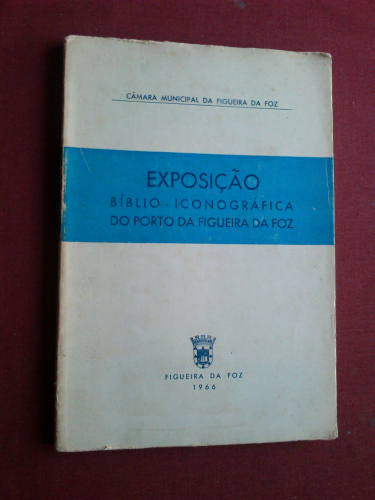 CÂMARA MUNICIPAL DA FIGUEIRA DA FOZ
EXPOSIÇÃO
BÍBLIO-ICONOGRÁFICA
DO PORTO DA FIGUEIRA DA FOZ
FIGUEIRA DA FOZ
1966